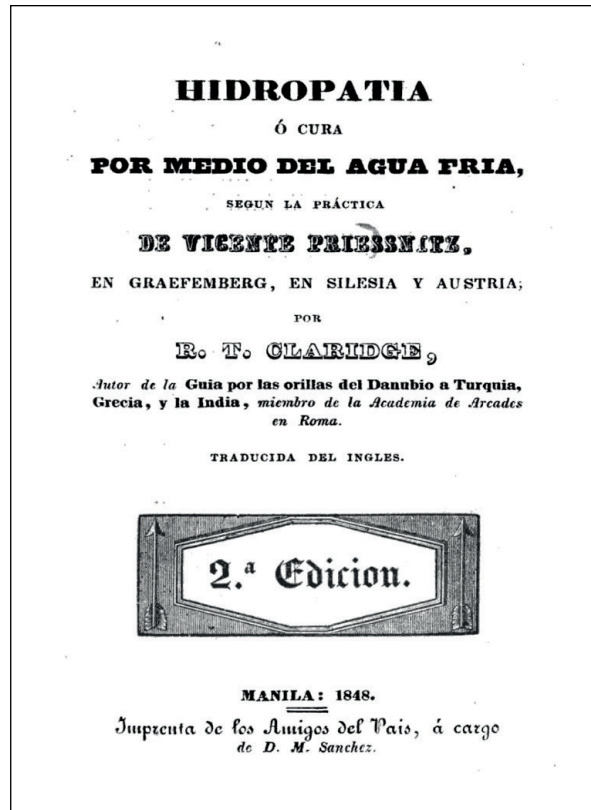 HIDROPATIA
Ó CURA
POR MEDIO DEL AGUA FRIA,
SEGUN LA PRÁCTICA
DE VICENTE PRIESSNITZ,
EN GRAEFEMBERG, EN SILESIA Y AUSTRIA;
POR
R. T. CLARIDGE,
Autor de la Guia por las orillas del Danubio a Turquia,
Grecia, y la India, miembro de la Academia de Arcades
en Roma.
TRADUCIDA DEL INGLES.
2.ª Edicion.
MANILA: 1848.
Imprenta de los Amigos del Pais, á cargo
de D. M. Sanchez.